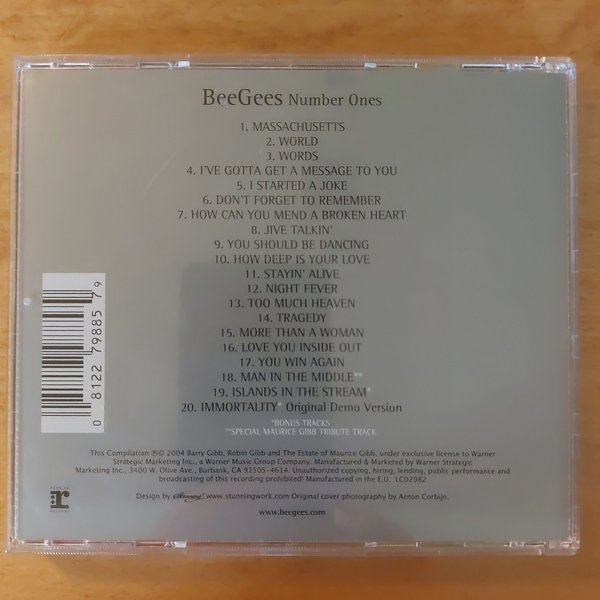 BeeGees Number Ones
1. MASSACHUSETTS
2. WORLD
3. WORDS
4. I'VE GOTTA GET A MESSAGE TO YOU
5. I STARTED A JOKE
6. DON'T FORGET TO REMEMBER
7. HOW CAN YOU MEND A BROKEN HEART
8. JIVE TALKIN'
9. YOU SHOULD BE DANCING
10. HOW DEEP IS YOUR LOVE
11. STAYIN' ALIVE
12. NIGHT FEVER
13. TOO MUCH HEAVEN
14. TRAGEDY
15. MORE THAN A WOMAN
16. LOVE YOU INSIDE OUT
17. YOU WIN AGAIN
18. MAN IN THE MIDDLE**
19. ISLANDS IN THE STREAM*
20. IMMORTALITY* Original Demo Version
*BONUS TRACKS
**SPECIAL MAURICE GIBB TRIBUTE TRACK
0 8122 79885 7 9
This Compilation ℗© 2004 Barry Gibb, Robin Gibb and The Estate of Maurice Gibb, under exclusive license to Warner
Strategic Marketing Inc., a Warner Music Group Company. Manufactured & Marketed by Warner Strategic
Marketing Inc., 3400 W. Olive Ave., Burbank, CA 91505-4614. Unauthorized copying, hiring, lending, public performance and
broadcasting of this recording prohibited! Manufactured in the E.U. LC02982
r
Design by Stunning www.stunningwork.com Original cover photography by Anton Corbijn.
www.beegees.com